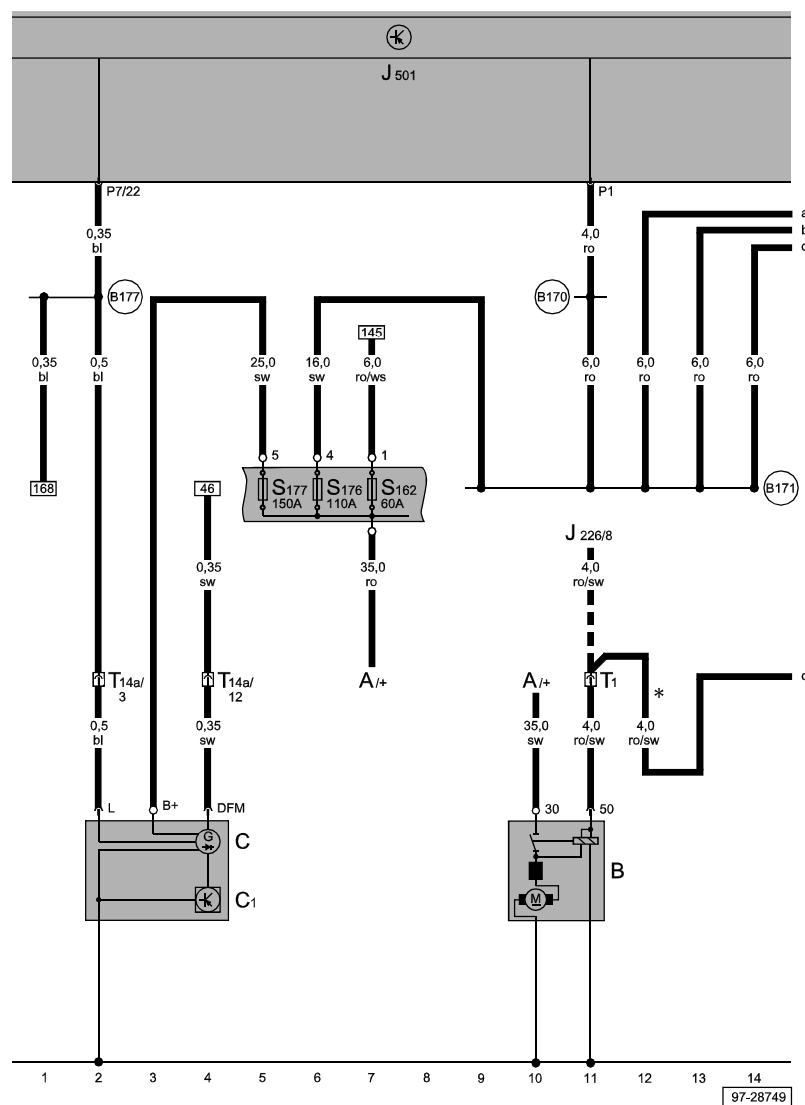 J 501
P7/22
P1
a
b
0,35
bl
4,0
ro
B177
B170
145
0,35
bl
0,5
bl
25,0
sw
16,0
sw
6,0
ro/ws
6,0
ro
6,0
ro
6,0
ro
6,0
ro
5
4
1
168
46
S177
150A
S176
110A
S162
60A
B171
J 226/8
0,35
sw
35,0
ro
4,0
ro/sw
T14a/
3
T14a/
12
A/+
A/+
T1
*
0,5
bl
0,35
sw
35,0
sw
4,0
ro/sw
4,0
ro/sw
L
B+
DFM
30
50
G
C
C1
M
B
1 2 3 4 5 6 7 8 9 10 11 12 13 14
97-28749